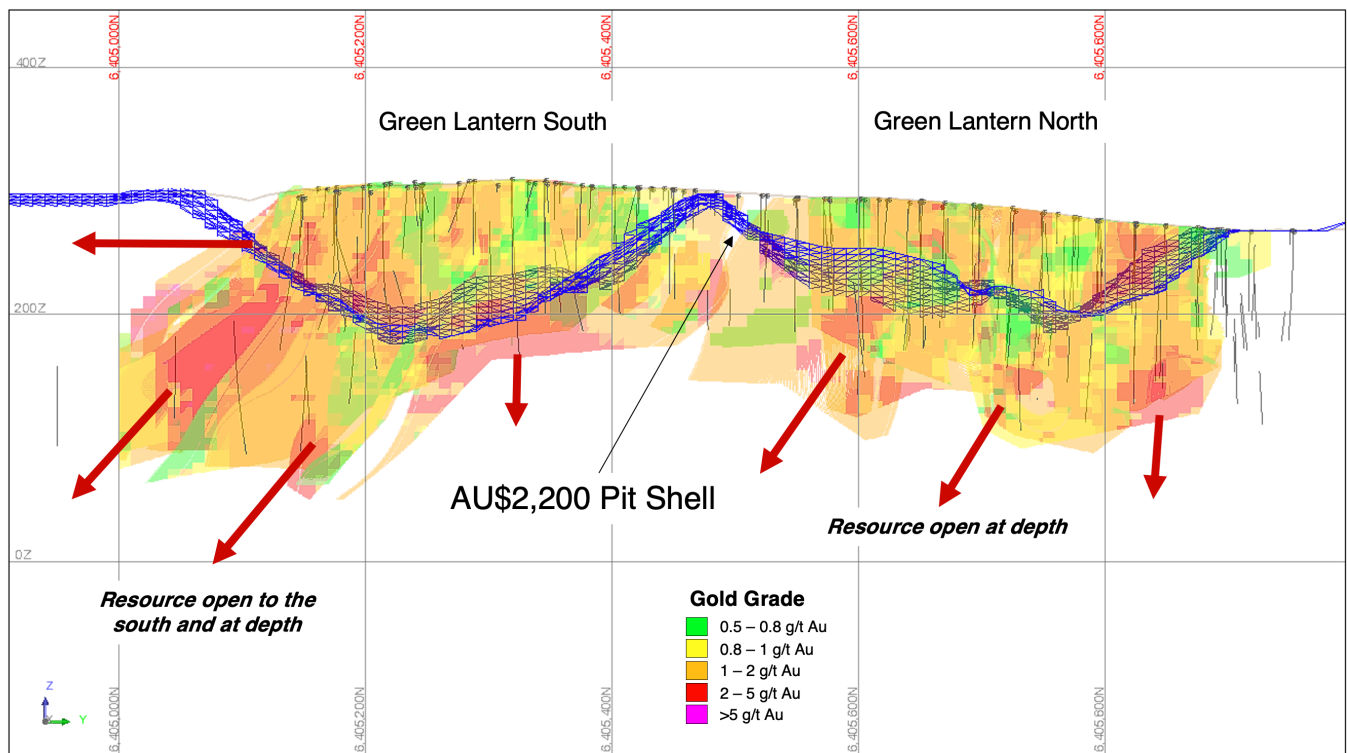 6,405,000N
6,405,200N
6,405,400N
6,405,600N
6,405,600N
400Z
Green Lantern South
Green Lantern North
200Z
AU$2,200 Pit Shell
Resource open at depth
0Z
Resource open to the
south and at depth
Gold Grade
0.5 – 0.8 g/t Au
0.8 – 1 g/t Au
1 – 2 g/t Au
2 – 5 g/t Au
>5 g/t Au
Z
X
Y
6,405,000N
6,405,200N
6,405,400N
6,405,600N
6,405,600N